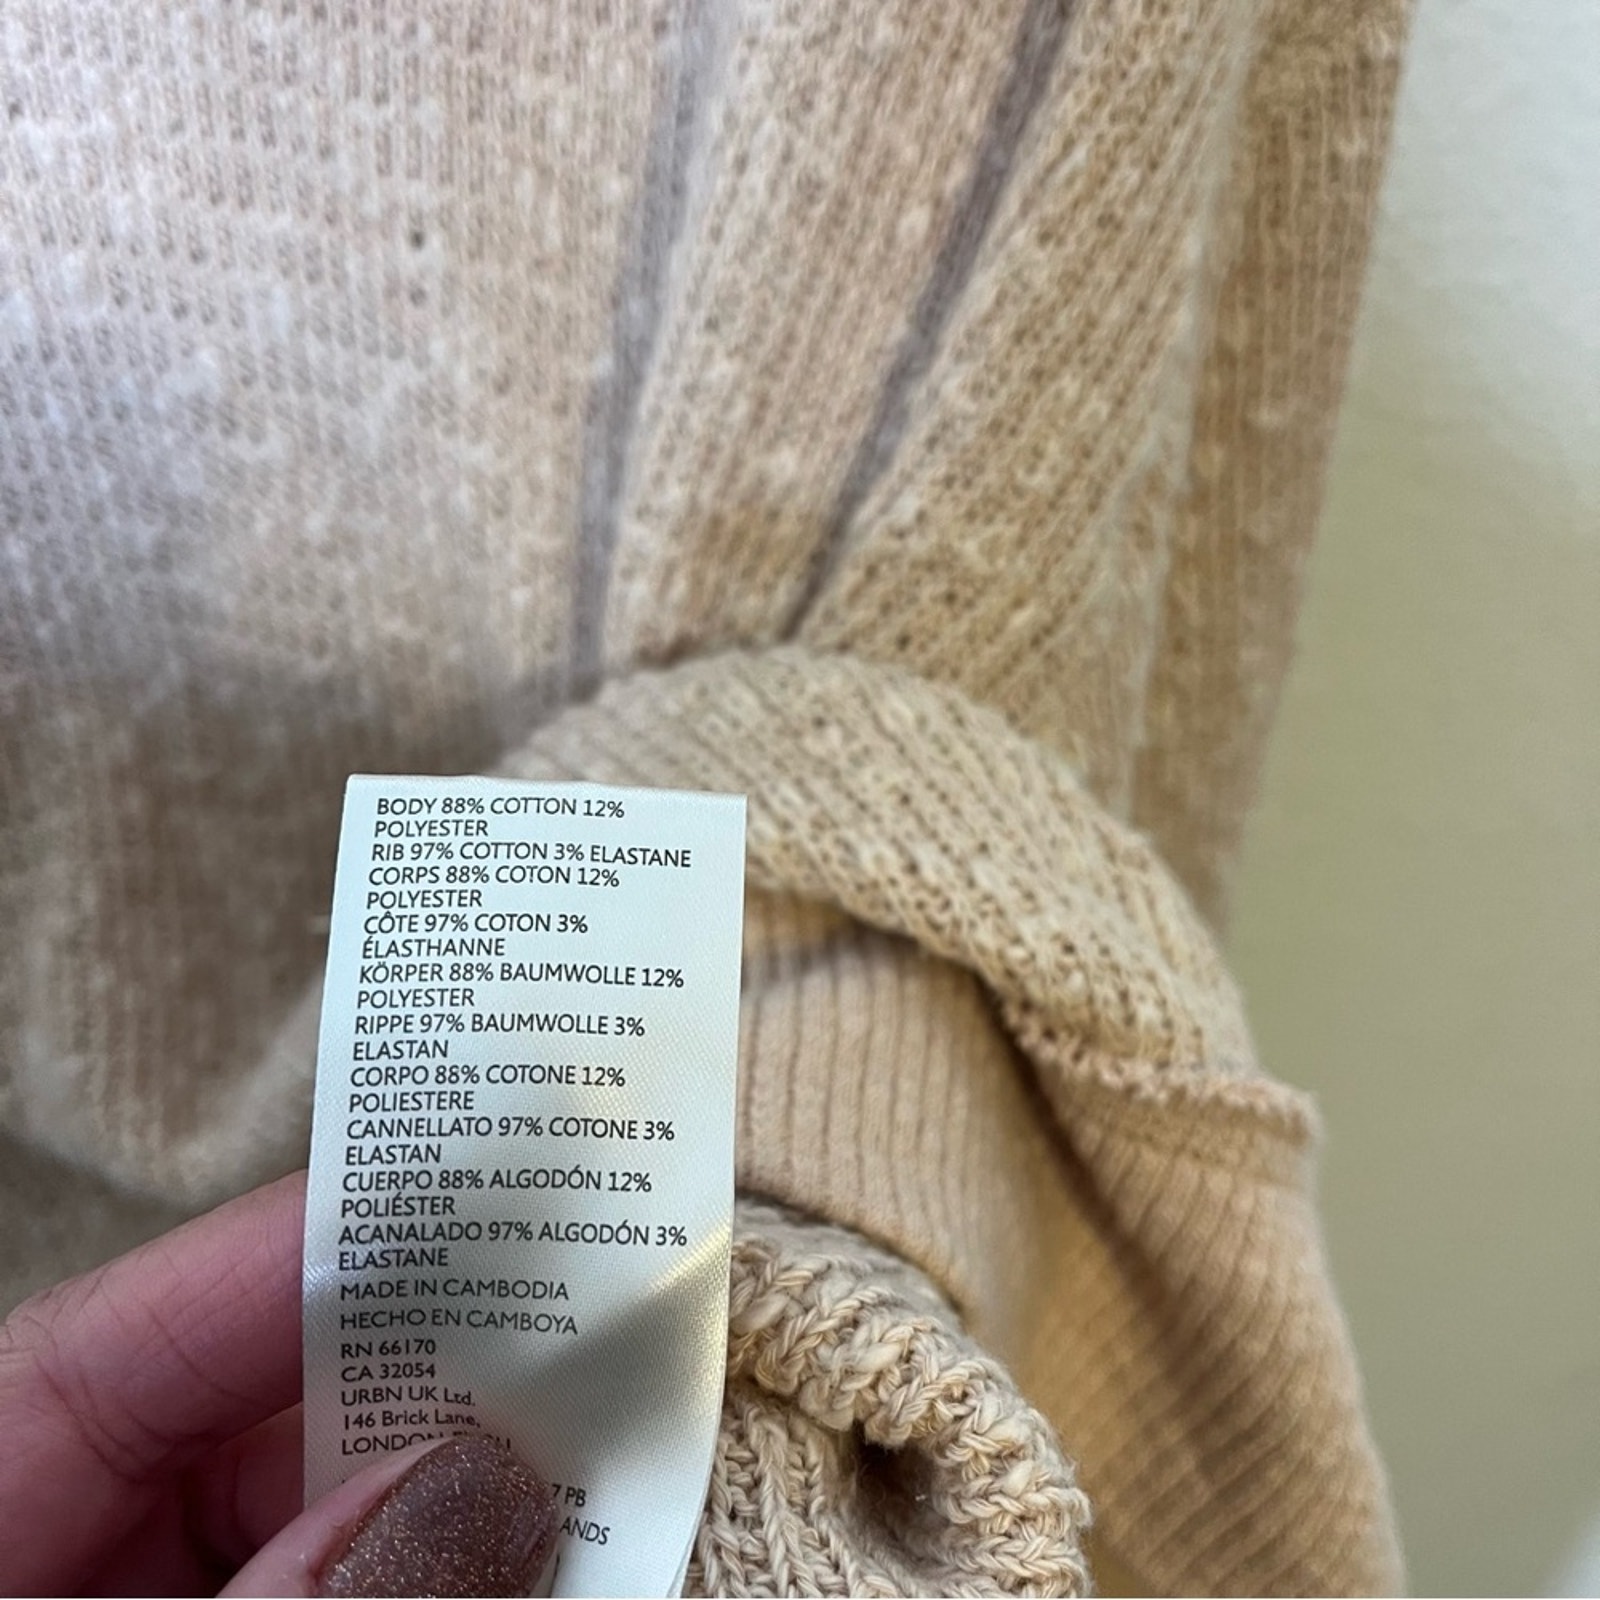 BODY 88% COTTON 12%
POLYESTER
RIB 97% COTTON 3% ELASTANE
CORPS 88% COTON 12%
POLYESTER
CÔTE 97% COTON 3%
ÉLASTHANNE
KÖRPER 88% BAUMWOLLE 12%
POLYESTER
RIPPE 97% BAUMWOLLE 3%
ELASTAN
CORPO 88% COTONE 12%
POLIESTERE
CANNELLATO 97% COTONE 3%
ELASTAN
CUERPO 88% ALGODÓN 12%
POLIÉSTER
ACANALADO 97% ALGODÓN 3%
ELASTANE
MADE IN CAMBODIA
HECHO EN CAMBOYA
RN 66170
CA 32054
URBN UK Ltd.
146 Brick Lane,
LONDON
PB